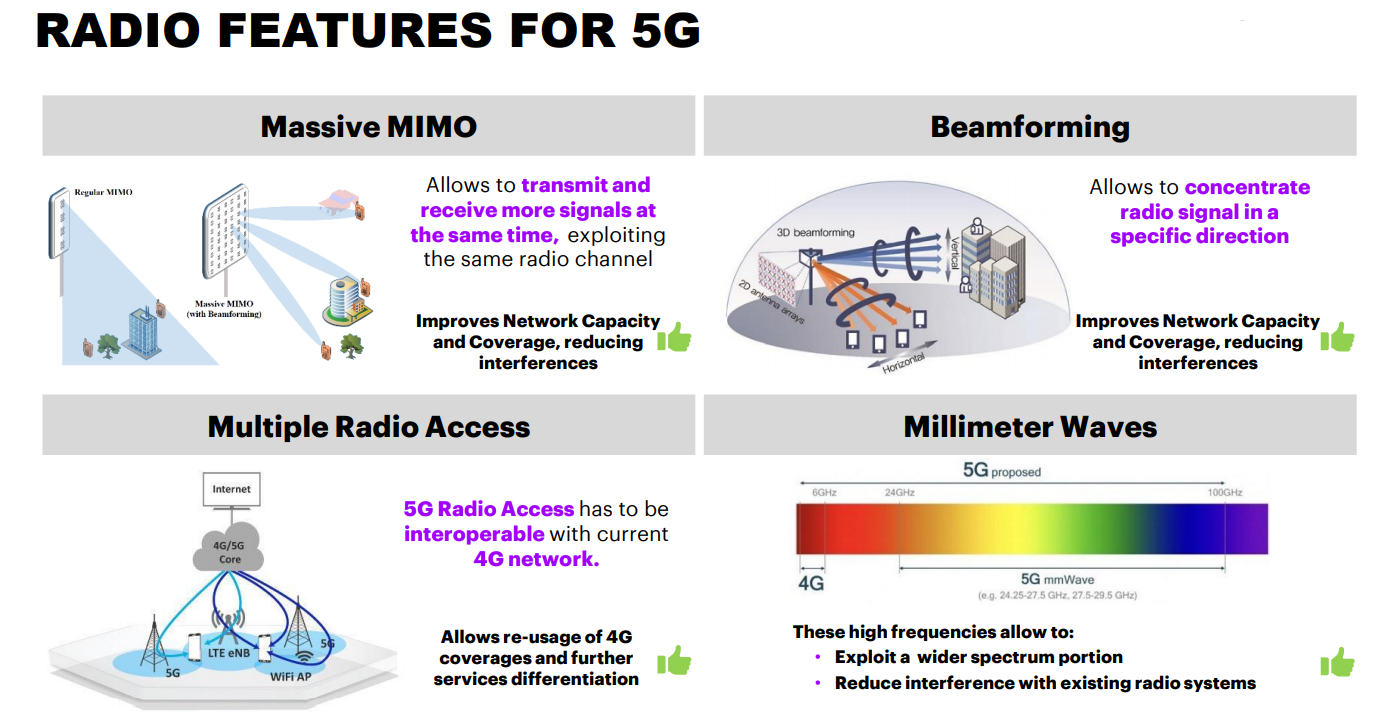 RADIO FEATURES FOR 5G
Massive MIMO
Regular MIMO
Massive MIMO
(with Beamforming)
Allows to transmit and
receive more signals at
the same time, exploiting
the same radio channel
Improves Network Capacity
and Coverage, reducing
interferences
Beamforming
3D beamforming
2D antenna arrays
Vertical
Horizontal
Allows to concentrate
radio signal in a
specific direction
Improves Network Capacity
and Coverage, reducing
interferences
Multiple Radio Access
Internet
4G/5G
Core
5G
LTE eNB
5G
WiFi AP
5G Radio Access has to be
interoperable with current
4G network.
Allows re-usage of 4G
coverages and further
services differentiation
Millimeter Waves
5G proposed
6GHz 24GHz 100GHz
4G
5G mmWave
(e.g. 24.25-27.5 GHz, 27.5-29.5 GHz)
These high frequencies allow to:
• Exploit a wider spectrum portion
• Reduce interference with existing radio systems